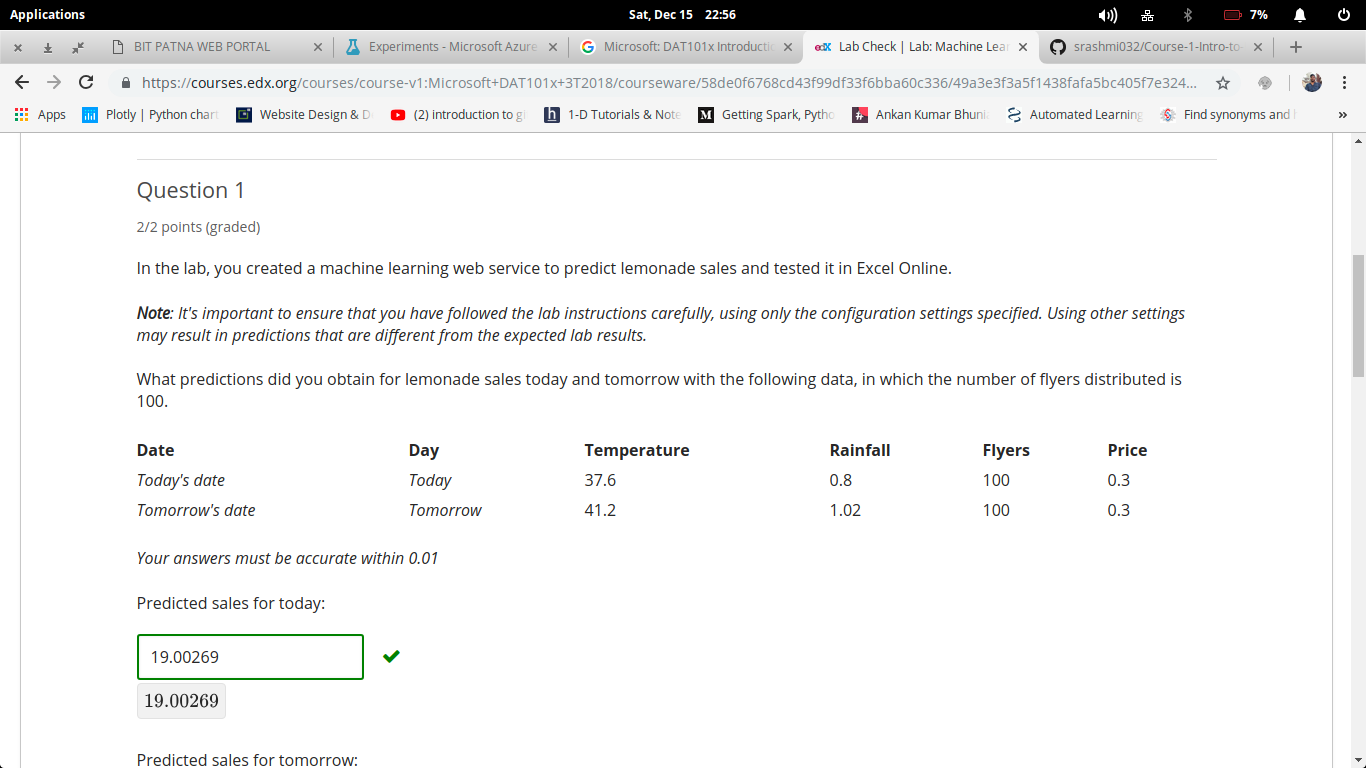 Applications
Sat, Dec 15 22:56
7%
BIT PATNA WEB PORTAL
Experiments - Microsoft Azure
Microsoft: DAT101x Introductic
edX Lab Check | Lab: Machine Lear
srashmi032/Course-1-Intro-to-
https://courses.edx.org/courses/course-v1:Microsoft+DAT101x+3T2018/courseware/58de0f6768cd43f99df33f6bba60c336/49a3e3f3a5f1438fafa5bc405f7e324...
Apps
Plotly | Python chart
Website Design & D
(2) introduction to gi
h 1-D Tutorials & Note
M Getting Spark, Pytho
Ankan Kumar Bhuni
Automated Learning
Find synonyms and
»
Question 1
2/2 points (graded)
In the lab, you created a machine learning web service to predict lemonade sales and tested it in Excel Online.
Note: It's important to ensure that you have followed the lab instructions carefully, using only the configuration settings specified. Using other settings
may result in predictions that are different from the expected lab results.
What predictions did you obtain for lemonade sales today and tomorrow with the following data, in which the number of flyers distributed is
100.
Date Day Temperature Rainfall Flyers Price
Today's date Today 37.6 0.8 100 0.3
Tomorrow's date Tomorrow 41.2 1.02 100 0.3
Your answers must be accurate within 0.01
Predicted sales for today:
19.00269
19.00269
Predicted sales for tomorrow: